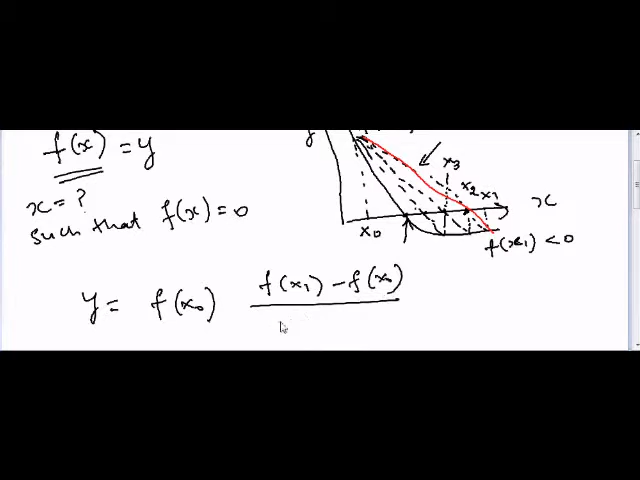 f(x) = y
x = ?
such that f(x) = 0
y
x₃
x₂ x₁
x
x₀
f(x₁) < 0
y = f(x₀) f(x₁) - f(x₀)